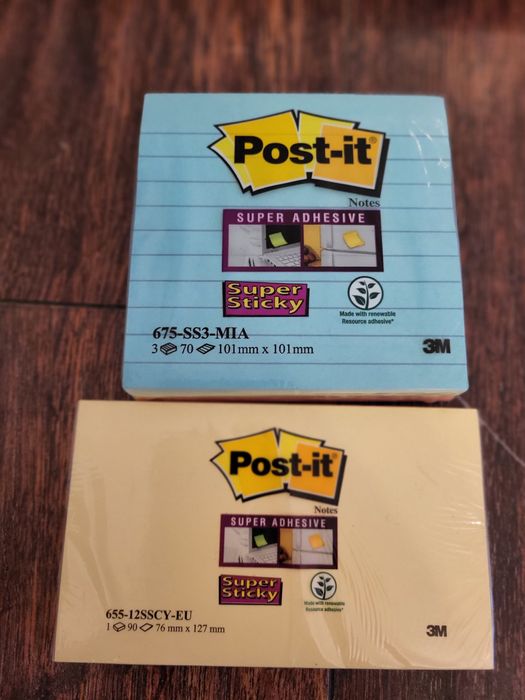 Post-it®
Notes
SUPER ADHESIVE
Super
Sticky
Made with renewable
Resource adhesive*
675-SS3-MIA
3 70 101mm x 101mm
3M
Post-it®
Notes
SUPER ADHESIVE
Super
Sticky
Made with renewable
Resource adhesive*
655-12SSCY-EU
1 90 76 mm x 127 mm
3M